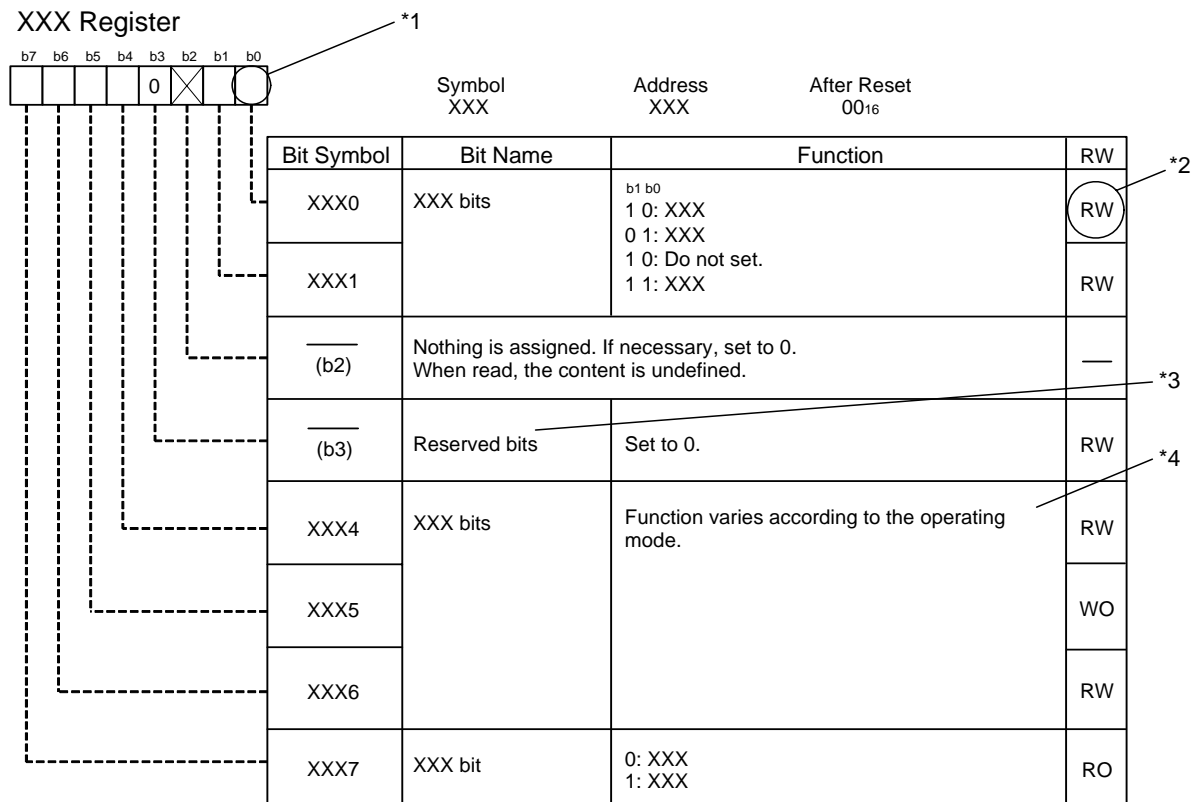 XXX Register
*1
b7 b6 b5 b4 b3 b2 b1 b0
0
Symbol Address After Reset
XXX XXX 0016
Bit Symbol Bit Name Function RW
*2
XXX0 XXX bits b1 b0 RW
1 0: XXX
0 1: XXX
1 0: Do not set.
XXX1 1 1: XXX RW
(b2) Nothing is assigned. If necessary, set to 0. —
When read, the content is undefined.
*3
(b3) Reserved bits Set to 0. RW
*4
XXX4 XXX bits Function varies according to the operating RW
mode.
XXX5 WO
XXX6 RW
XXX7 XXX bit 0: XXX RO
1: XXX